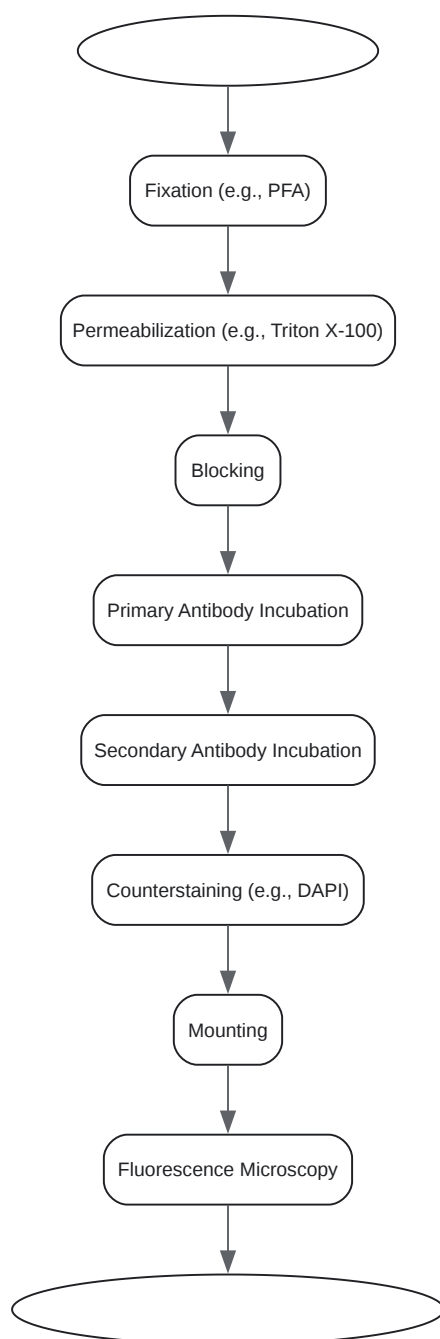 Fixation (e.g., PFA)
Permeabilization (e.g., Triton X-100)
Blocking
Primary Antibody Incubation
Secondary Antibody Incubation
Counterstaining (e.g., DAPI)
Mounting
Fluorescence Microscopy